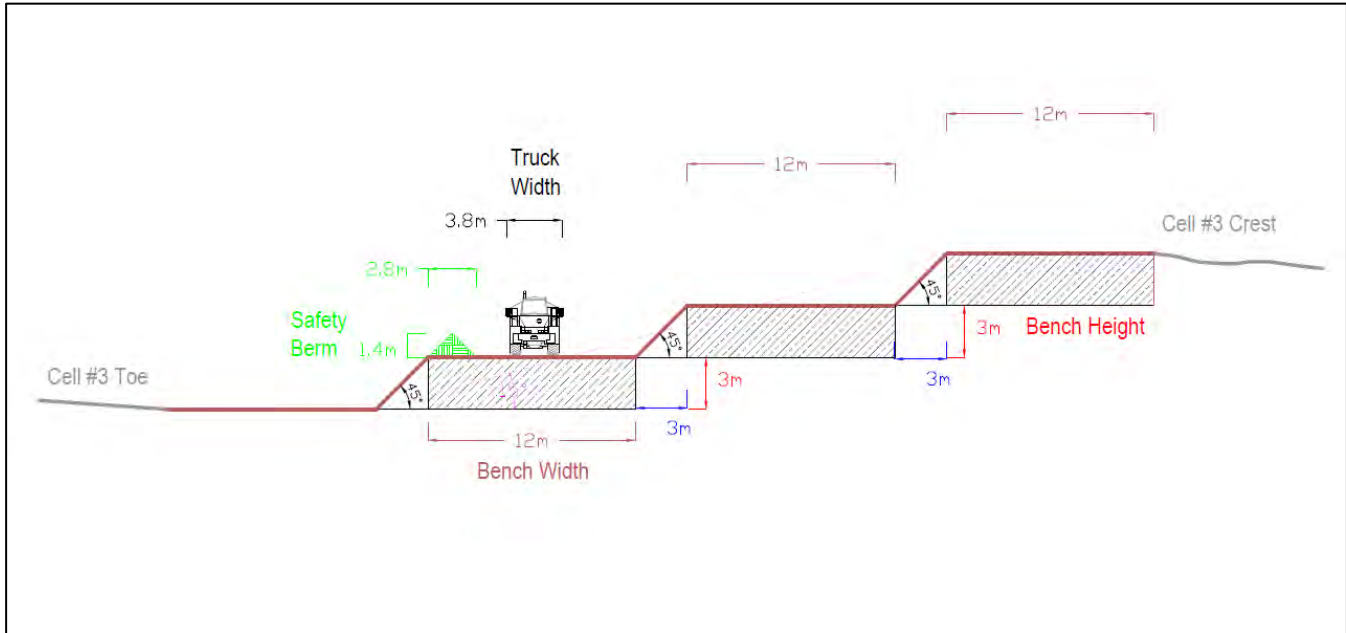 12m
12m
Truck
Width
3.8m
Cell #3 Crest
2.8m
45°
Safety
Berm
1.4m
3m
Bench Height
45°
3m
Cell #3 Toe
3m
45°
3m
12m
Bench Width